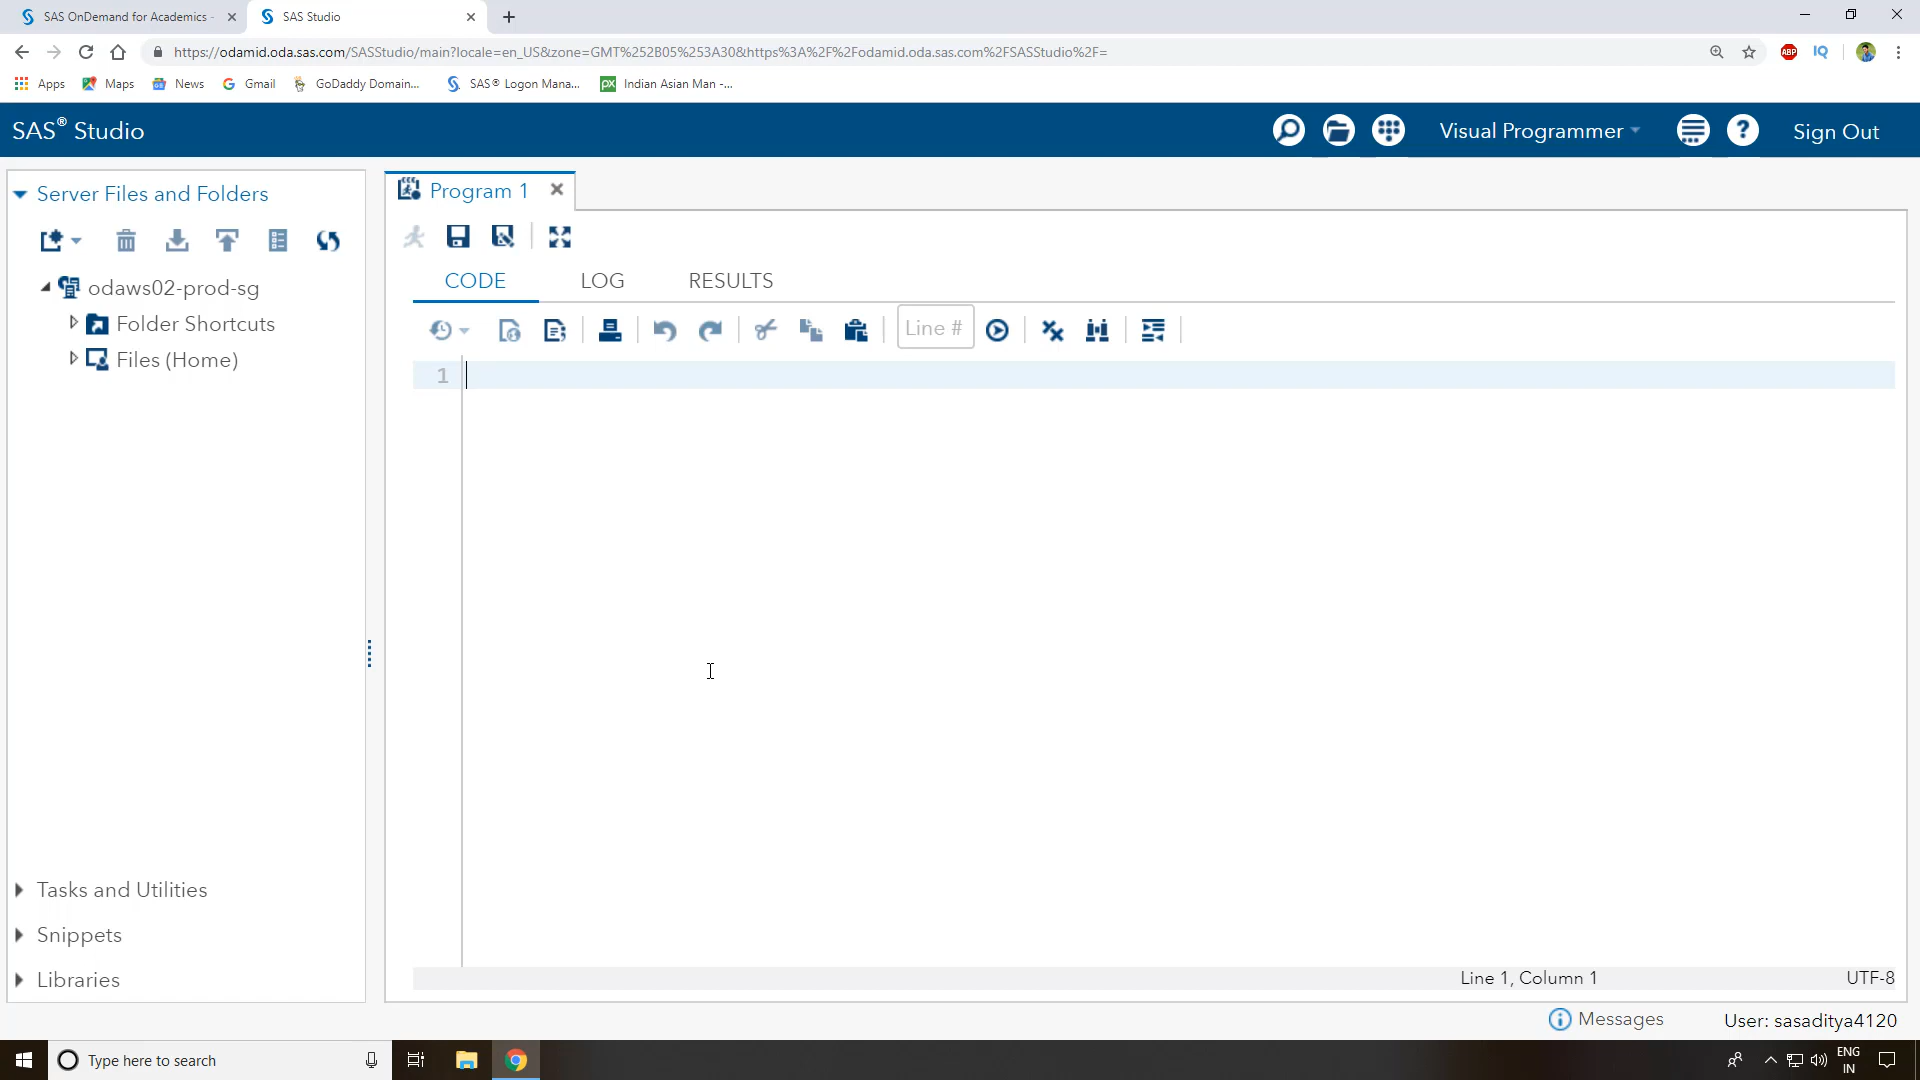 SAS OnDemand for Academics -
SAS Studio
https://odamid.oda.sas.com/SASStudio/main?locale=en_US&zone=GMT%252B05%253A30&https%3A%2F%2Fodamid.oda.sas.com%2FSASStudio%2F=
ABP
IQ
Apps
Maps
News
Gmail
GoDaddy Domain...
SAS® Logon Mana...
px
Indian Asian Man -...
SAS® Studio
Visual Programmer
?
Sign Out
Server Files and Folders
odaws02-prod-sg
Folder Shortcuts
Files (Home)
Tasks and Utilities
Snippets
Libraries
Program 1
CODE
LOG
RESULTS
Line #
1
Line 1, Column 1
UTF-8
Messages
User: sasaditya4120
Type here to search
ENG
IN